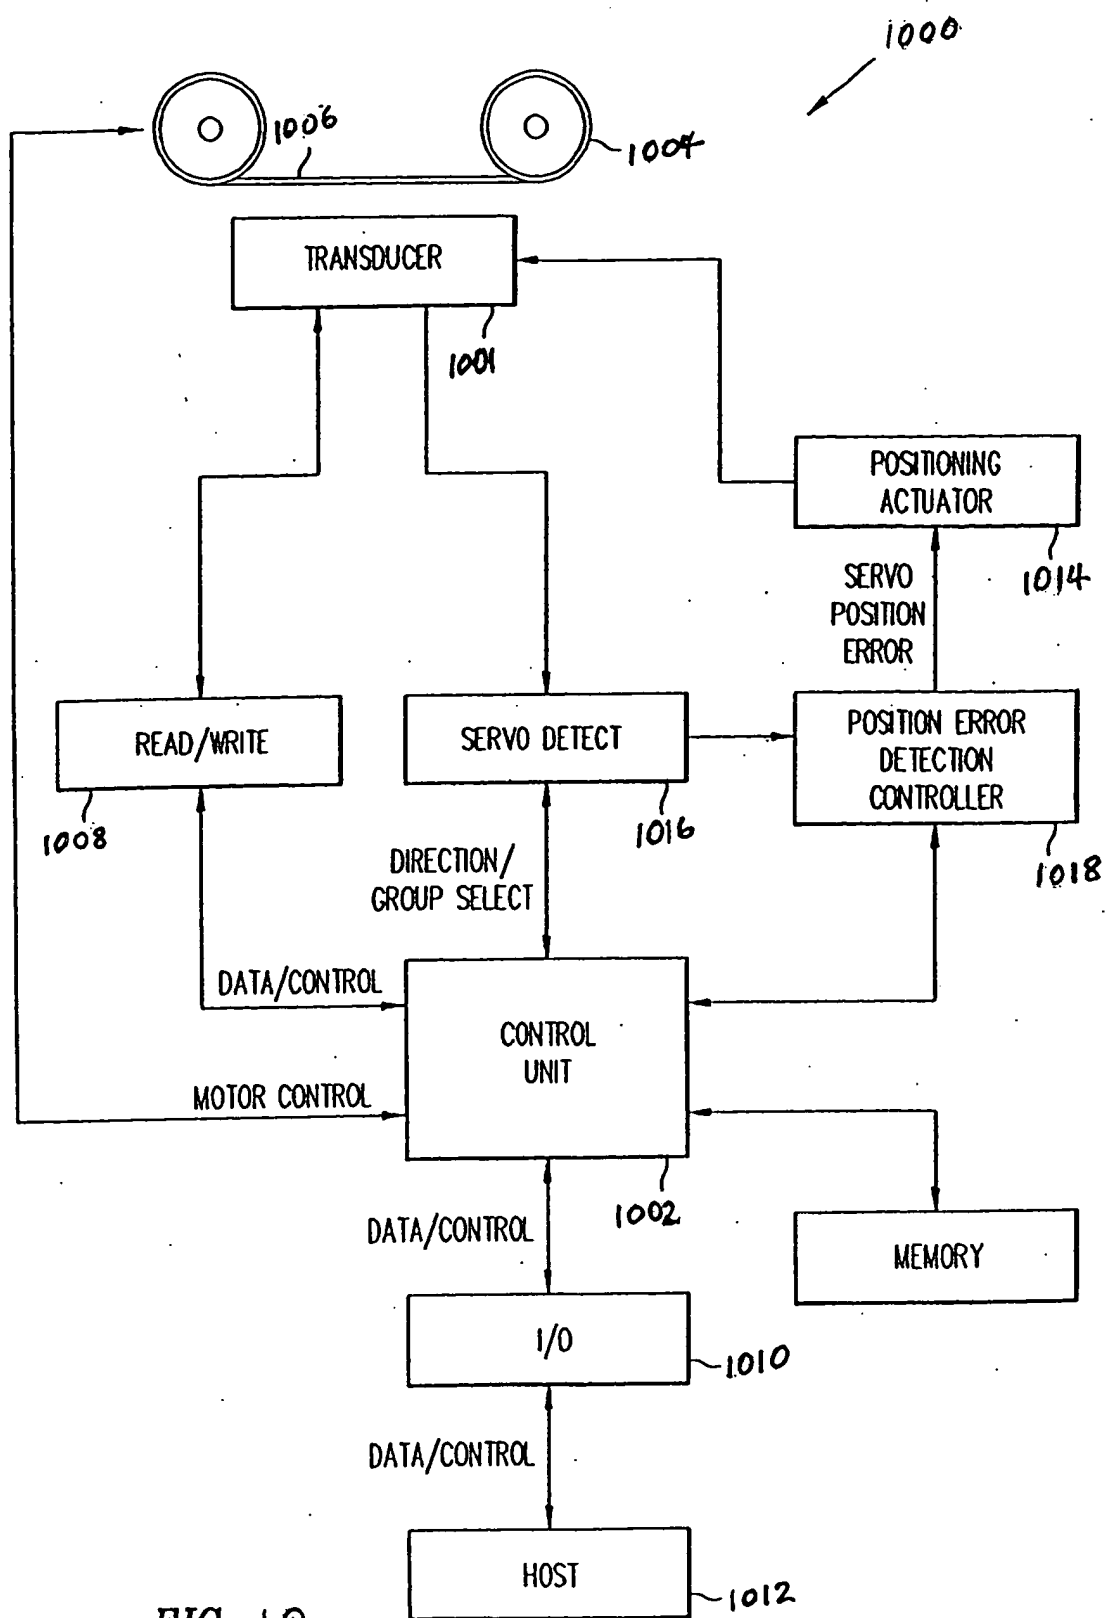 1000
1006
1004
TRANSDUCER
1001
POSITIONING
ACTUATOR
1014
SERVO
POSITION
ERROR
READ/WRITE
1008
SERVO DETECT
1016
POSITION ERROR
DETECTION
CONTROLLER
1018
DIRECTION/
GROUP SELECT
DATA/CONTROL
CONTROL
UNIT
MOTOR CONTROL
1002
DATA/CONTROL
MEMORY
I/O
1010
DATA/CONTROL
HOST
1012